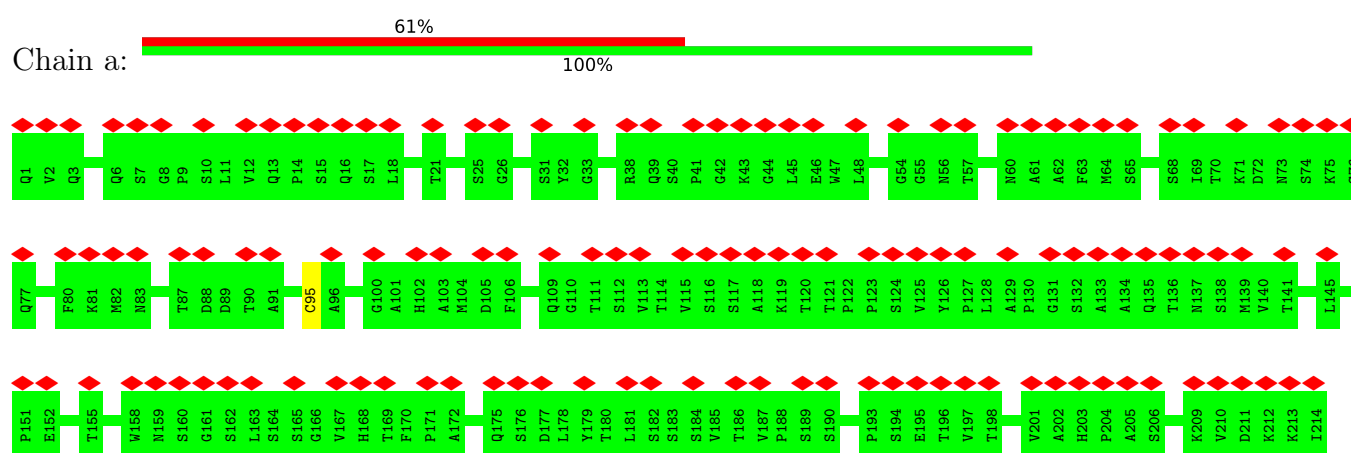 61%
Chain a:
100%
Q1 V2 Q3 Q6 S7 G8 P9 S10 L11 V12 Q13 P14 S15 Q16 S17 L18 T21 S25 G26 S31 Y32 G33 R38 Q39 S40 P41 G42 K43 G44 L45 E46 W47 L48 G54 G55 N56 T57 N60 A61 A62 F63 M64 S65 S68 I69 T70 K71 D72 N73 S74 K75
Q77 F80 K81 M82 N83 T87 D88 D89 T90 A91 C95 A96 G100 A101 H102 A103 M104 D105 F106 Q109 G110 T111 S112 V113 T114 V115 S116 S117 A118 K119 T120 T121 P122 P123 S124 V125 Y126 P127 L128 A129 P130 G131 S132 A133 A134 Q135 T136 N137 S138 M139 V140 T141 L145
P151 E152 T155 W158 N159 S160 G161 S162 L163 S164 S165 G166 V167 H168 T169 F170 P171 A172 Q175 S176 D177 L178 Y179 T180 L181 S182 S183 S184 V185 T186 V187 P188 S189 S190 P193 S194 E195 T196 V197 T198 V201 A202 H203 P204 A205 S206 K209 V210 D211 K212 K213 I214